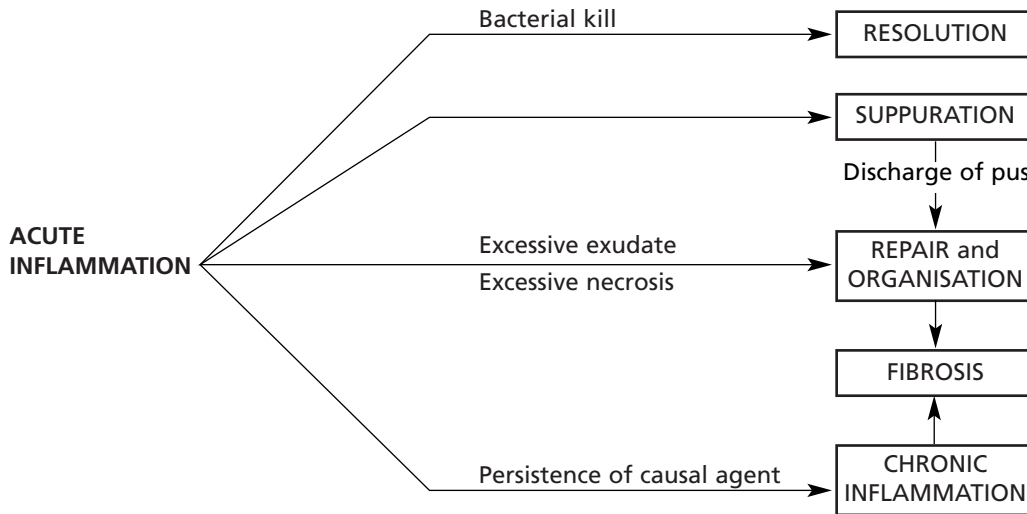 Bacterial kill
RESOLUTION
SUPPURATION
Discharge of pus
ACUTE
INFLAMMATION
Excessive exudate
Excessive necrosis
REPAIR and
ORGANISATION
FIBROSIS
Persistence of causal agent
CHRONIC
INFLAMMATION